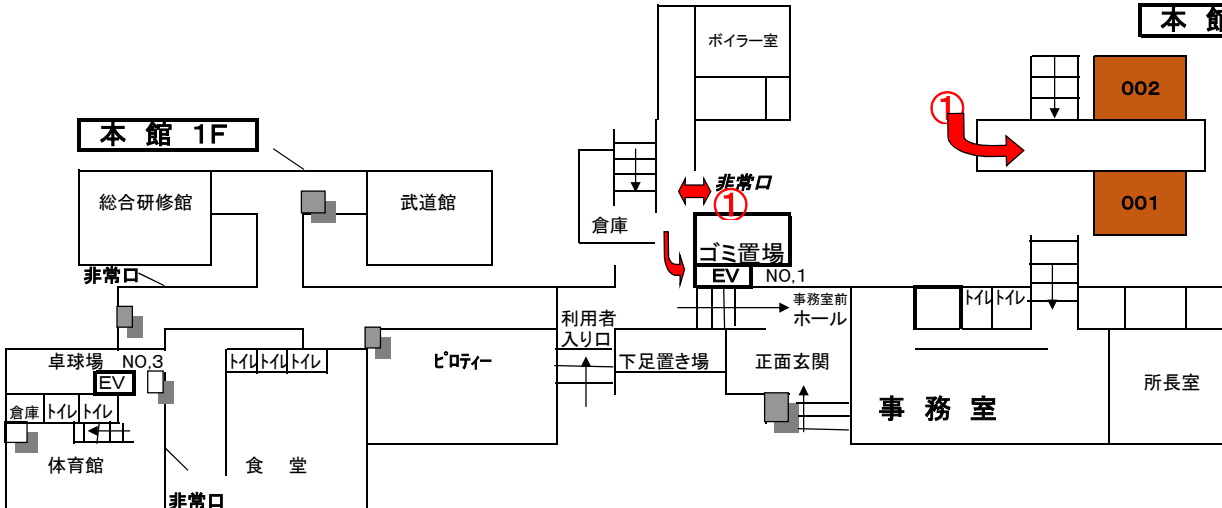 本 館
ボイラー室
002
①
本 館 1F
総合研修館
武道館
非常口
①
倉庫
001
ゴミ置場
EV NO,1
非常口
事務室前
ホール
トイレ トイレ
利用者
入り口
卓球場 NO,3
EV
トイレ トイレ トイレ
ピロティー
下足置き場
正面玄関
所長室
倉庫 トイレ トイレ
事 務 室
体育館
食 堂
非常口